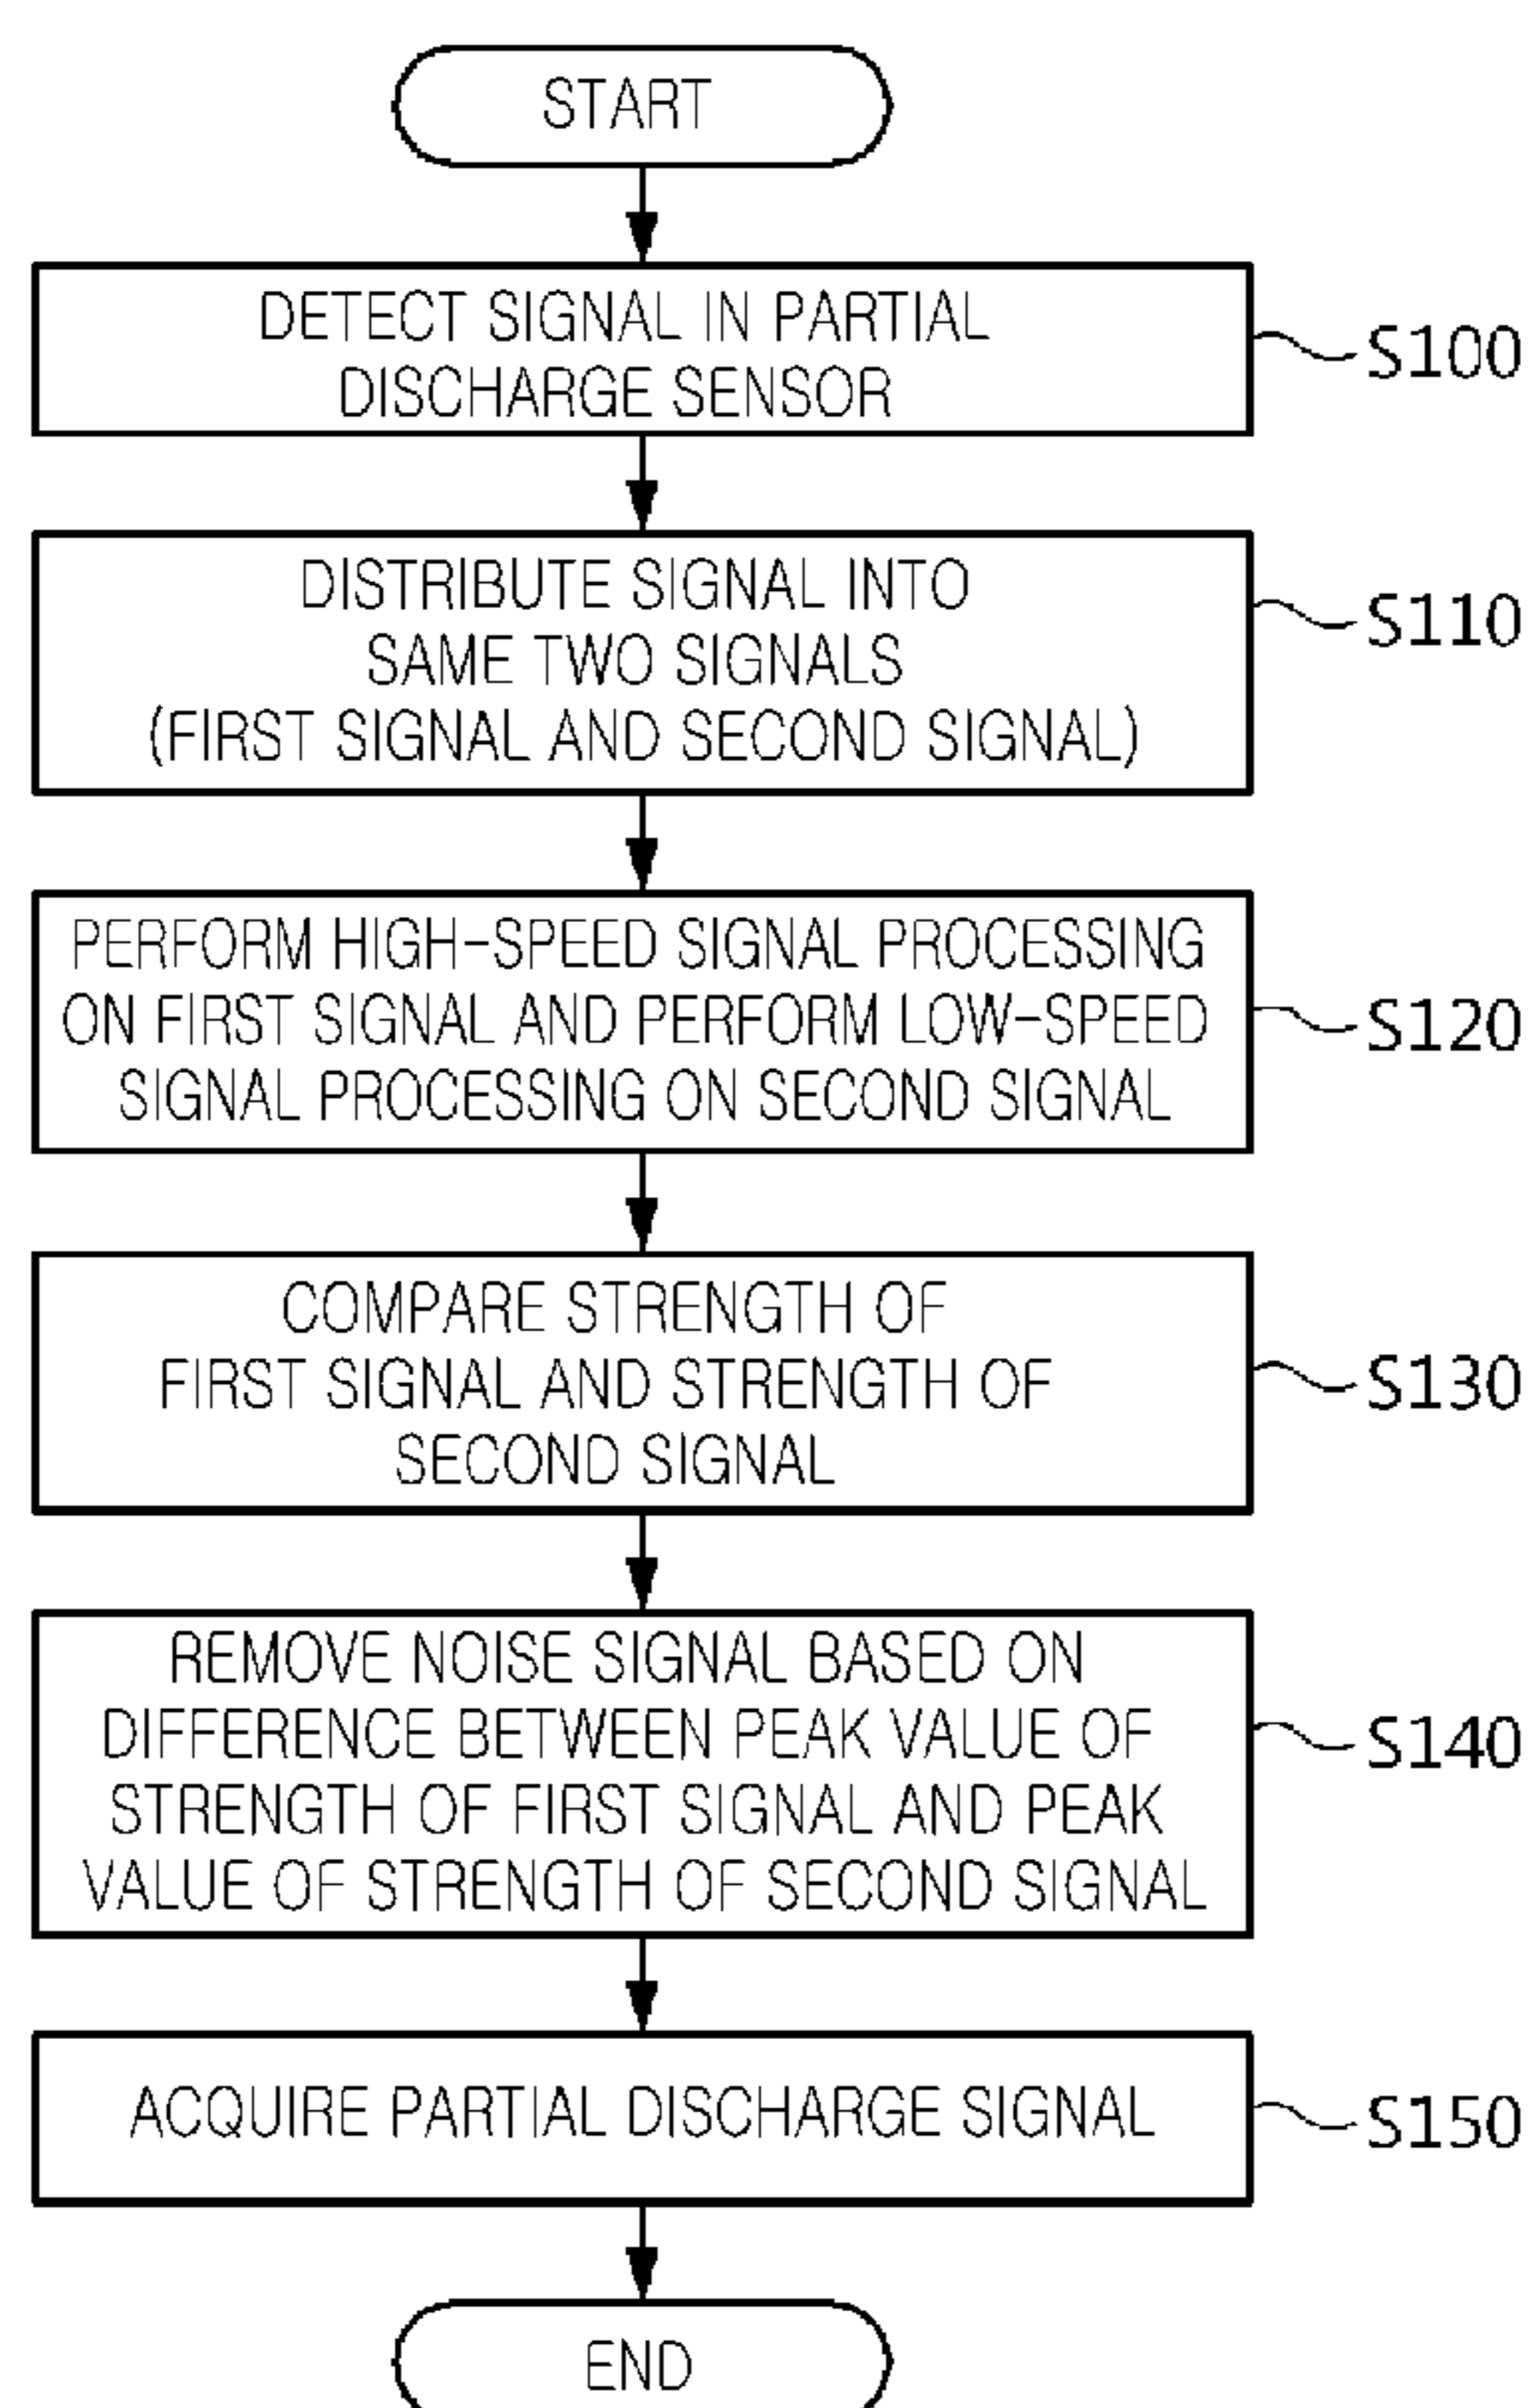 START
DETECT SIGNAL IN PARTIAL
DISCHARGE SENSOR
S100
DISTRIBUTE SIGNAL INTO
SAME TWO SIGNALS
(FIRST SIGNAL AND SECOND SIGNAL)
S110
PERFORM HIGH-SPEED SIGNAL PROCESSING
ON FIRST SIGNAL AND PERFORM LOW-SPEED
SIGNAL PROCESSING ON SECOND SIGNAL
S120
COMPARE STRENGTH OF
FIRST SIGNAL AND STRENGTH OF
SECOND SIGNAL
S130
REMOVE NOISE SIGNAL BASED ON
DIFFERENCE BETWEEN PEAK VALUE OF
STRENGTH OF FIRST SIGNAL AND PEAK
VALUE OF STRENGTH OF SECOND SIGNAL
S140
ACQUIRE PARTIAL DISCHARGE SIGNAL
S150
END